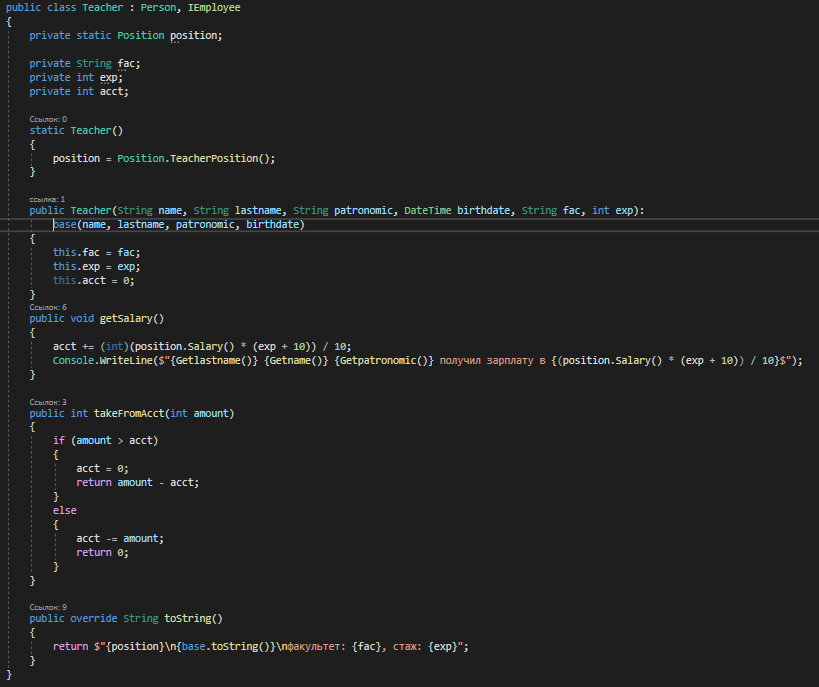 public class Teacher : Person, IEmployee
{
private static Position position;
private String fac;
private int exp;
private int acct;
Ссылок: 0
static Teacher()
{
position = Position.TeacherPosition();
}
ссылка: 1
public Teacher(String name, String lastname, String patronomic, DateTime birthdate, String fac, int exp):
base(name, lastname, patronomic, birthdate)
{
this.fac = fac;
this.exp = exp;
this.acct = 0;
}
Ссылок: 6
public void getSalary()
{
acct += (int)(position.Salary() * (exp + 10)) / 10;
Console.WriteLine($"{Getlastname()} {Getname()} {Getpatronomic()} получил зарплату в {(position.Salary() * (exp + 10)) / 10}$");
}
Ссылок: 3
public int takeFromAcct(int amount)
{
if (amount > acct)
{
acct = 0;
return amount - acct;
}
else
{
acct -= amount;
return 0;
}
}
Ссылок: 9
public override String toString()
{
return $"{position}\n{base.toString()}\nфакультет: {fac}, стаж: {exp}";
}
}